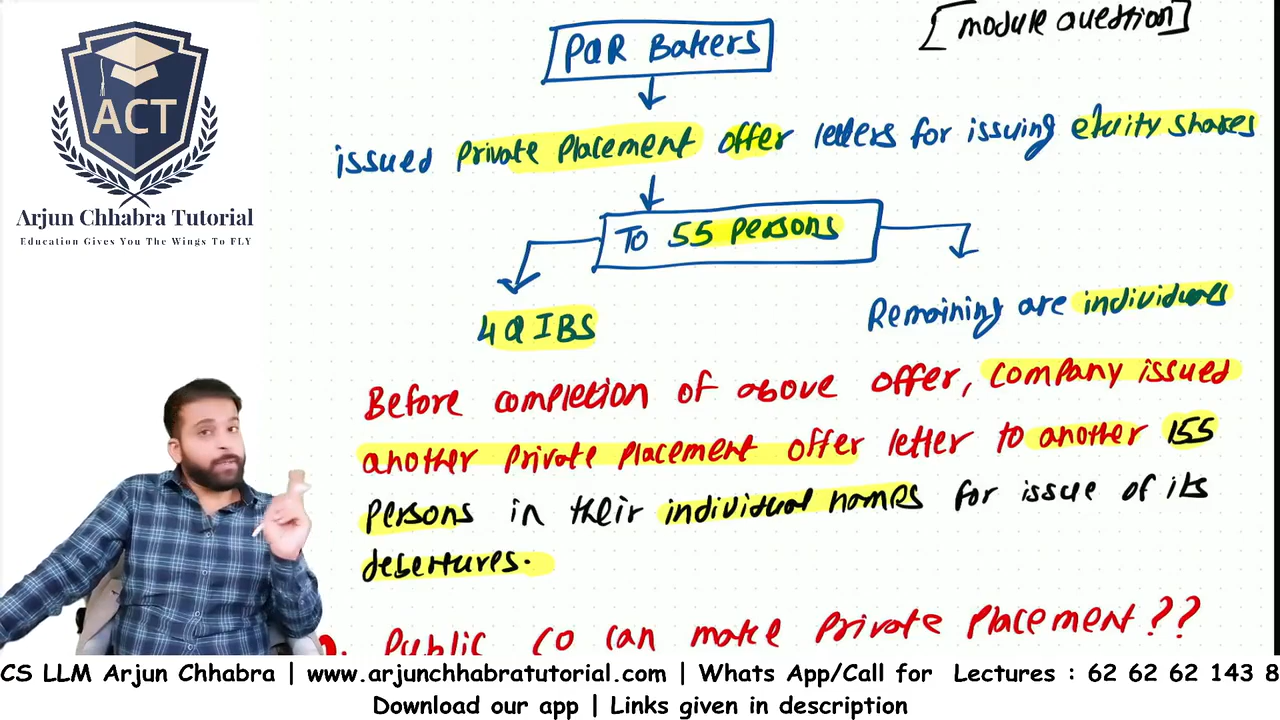 [module question]
PQR Bakers
issued private placement offer letters for issuing equity shares
To 55 persons
4 QIBS
Remaining are individuals
Before completion of above offer, company issued
another private placement offer letter to another 155
persons in their individual names for issue of its
debertures.
Public co can make private placement??
ACT
Arjun Chhabra Tutorial
Education Gives You The Wings To FLY
CS LLM Arjun Chhabra | www.arjunchhabratutorial.com | Whats App/Call for Lectures : 62 62 62 143 8
Download our app | Links given in description